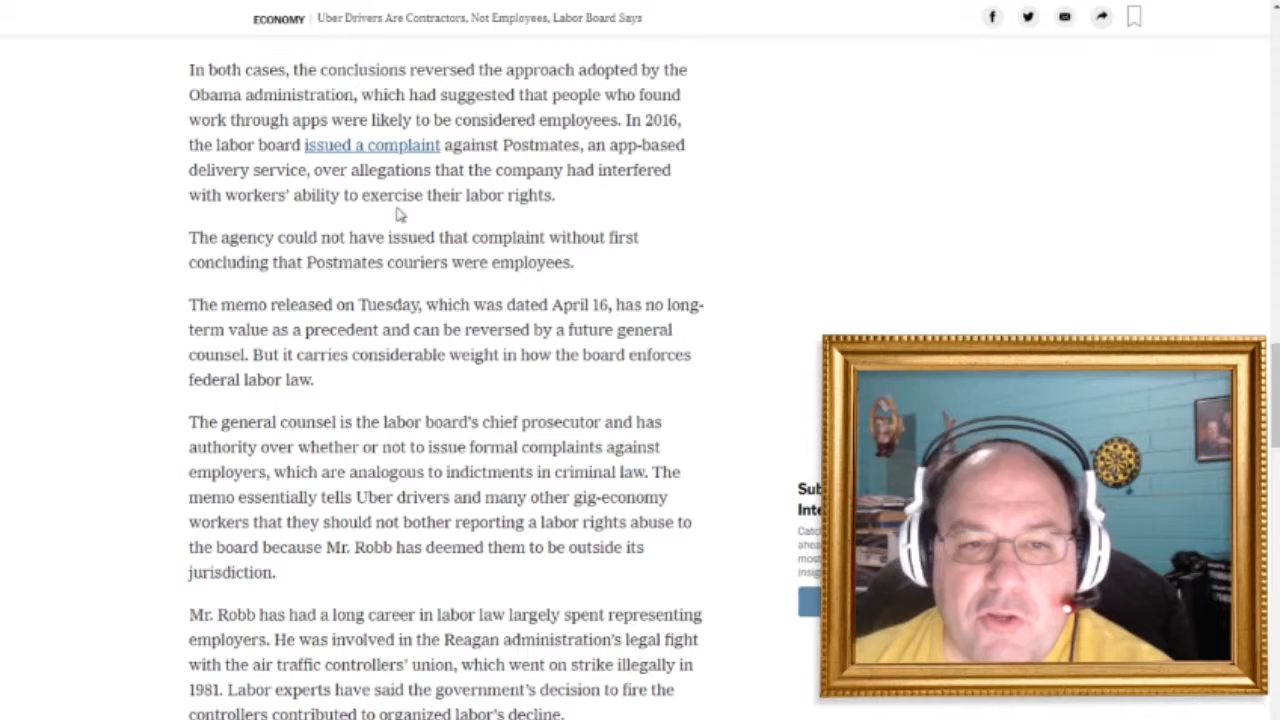 ECONOMY | Uber Drivers Are Contractors, Not Employees, Labor Board Says
In both cases, the conclusions reversed the approach adopted by the
Obama administration, which had suggested that people who found
work through apps were likely to be considered employees. In 2016,
the labor board issued a complaint against Postmates, an app-based
delivery service, over allegations that the company had interfered
with workers’ ability to exercise their labor rights.
The agency could not have issued that complaint without first
concluding that Postmates couriers were employees.
The memo released on Tuesday, which was dated April 16, has no long-
term value as a precedent and can be reversed by a future general
counsel. But it carries considerable weight in how the board enforces
federal labor law.
The general counsel is the labor board’s chief prosecutor and has
authority over whether or not to issue formal complaints against
employers, which are analogous to indictments in criminal law. The
memo essentially tells Uber drivers and many other gig-economy
workers that they should not bother reporting a labor rights abuse to
the board because Mr. Robb has deemed them to be outside its
jurisdiction.
Mr. Robb has had a long career in labor law largely spent representing
employers. He was involved in the Reagan administration’s legal fight
with the air traffic controllers’ union, which went on strike illegally in
1981. Labor experts have said the government’s decision to fire the
controllers contributed to organized labor’s decline.